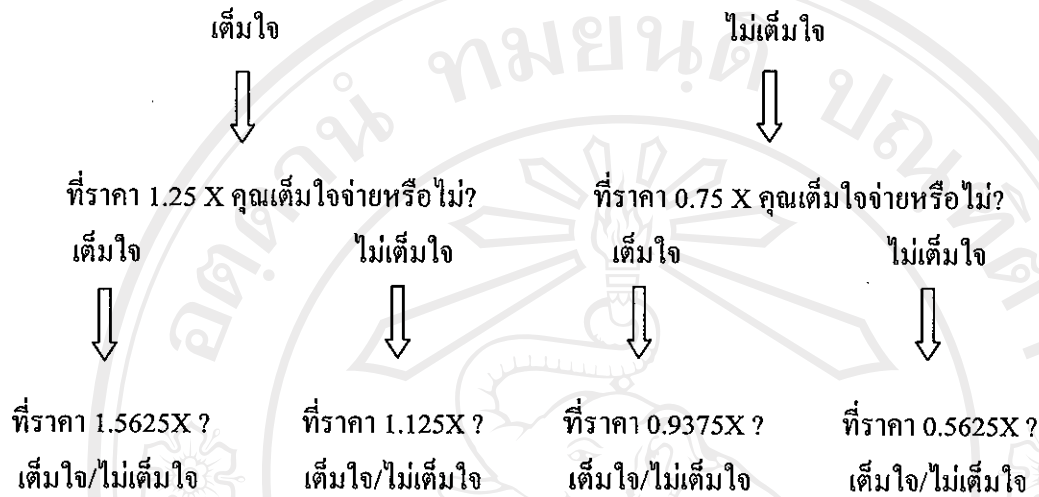 เต็มใจ ไม่เต็มใจ
ที่ราคา 1.25 X คุณเต็มใจจ่ายหรือไม่? ที่ราคา 0.75 X คุณเต็มใจจ่ายหรือไม่?
เต็มใจ ไม่เต็มใจ เต็มใจ ไม่เต็มใจ
ที่ราคา 1.5625X ? ที่ราคา 1.125X ? ที่ราคา 0.9375X ? ที่ราคา 0.5625X ?
เต็มใจ/ไม่เต็มใจ เต็มใจ/ไม่เต็มใจ เต็มใจ/ไม่เต็มใจ เต็มใจ/ไม่เต็มใจ